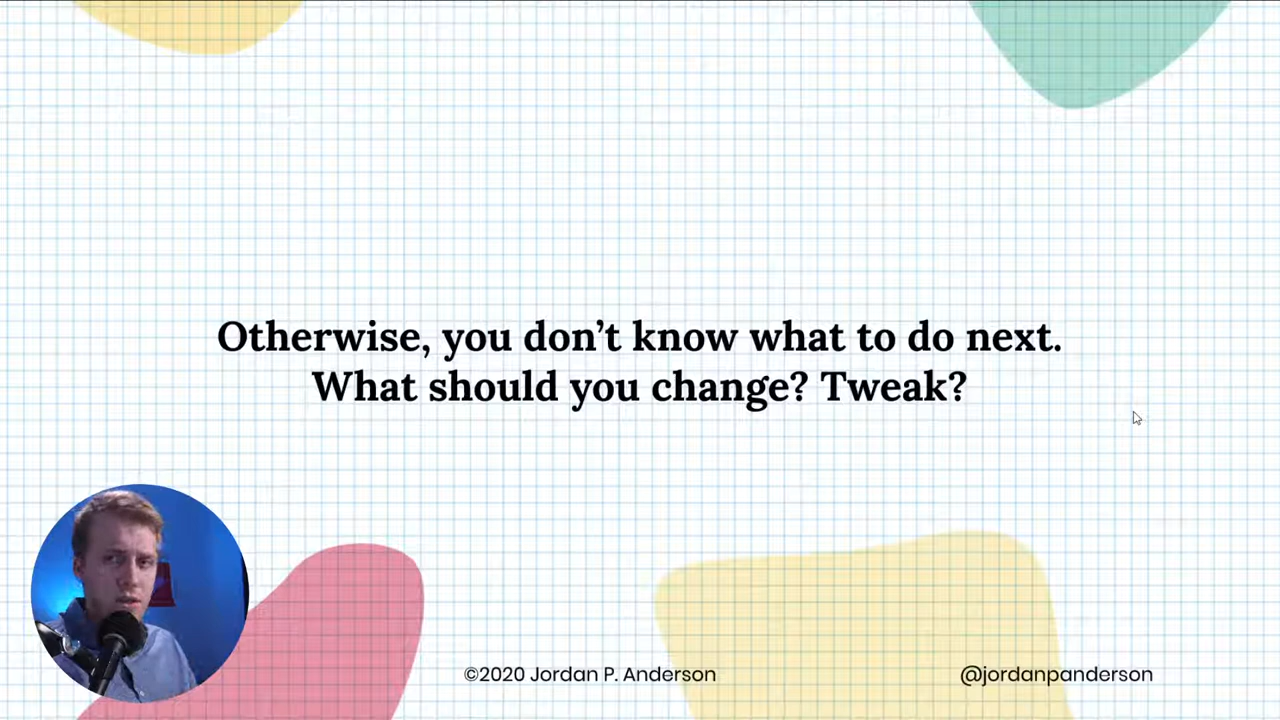 Otherwise, you don’t know what to do next.
What should you change? Tweak?
©2020 Jordan P. Anderson
@jordanpanderson